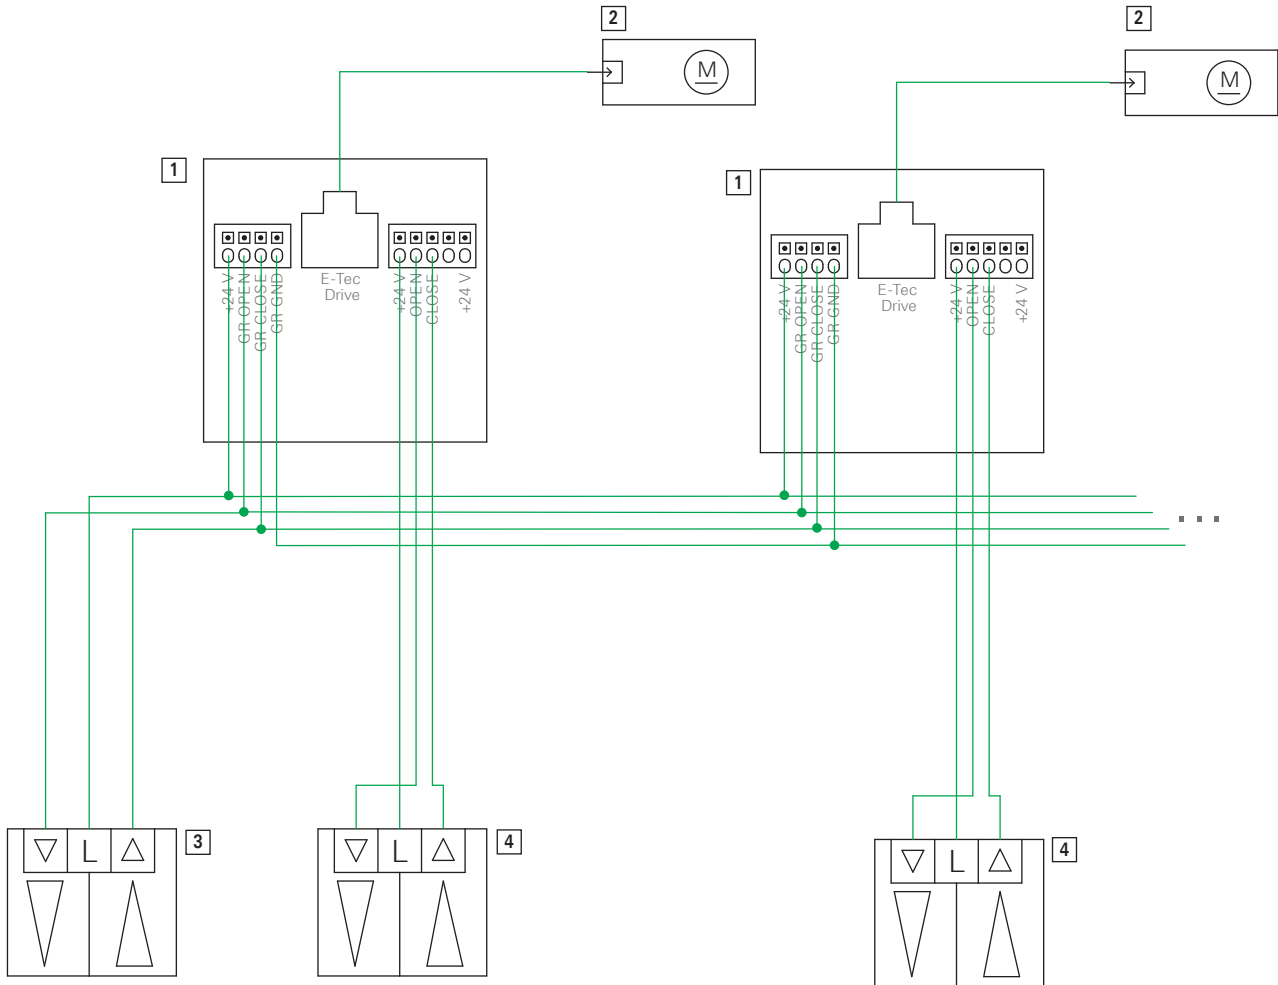 2
2
M
M
1
1
E-Tec
Drive
+24 V
GR OPEN
GR CLOSE
GR GND
+24 V
OPEN
CLOSE
+24 V
E-Tec
Drive
+24 V
GR OPEN
GR CLOSE
GR GND
+24 V
OPEN
CLOSE
+24 V
...
L
3
L
4
L
4